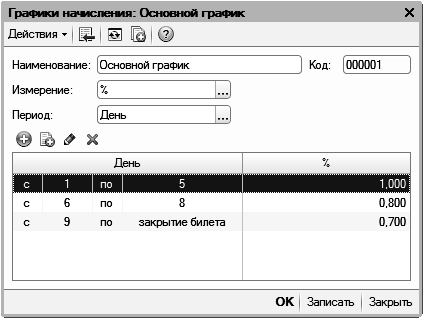 Графики начисления: Основной график
Действия
Наименование: Основной график Код: 000001
Измерение: % ...
Период: День ...
День %
с 1 по 5 1,000
с 6 по 8 0,800
с 9 по закрытие билета 0,700
OK Записать Закрыть